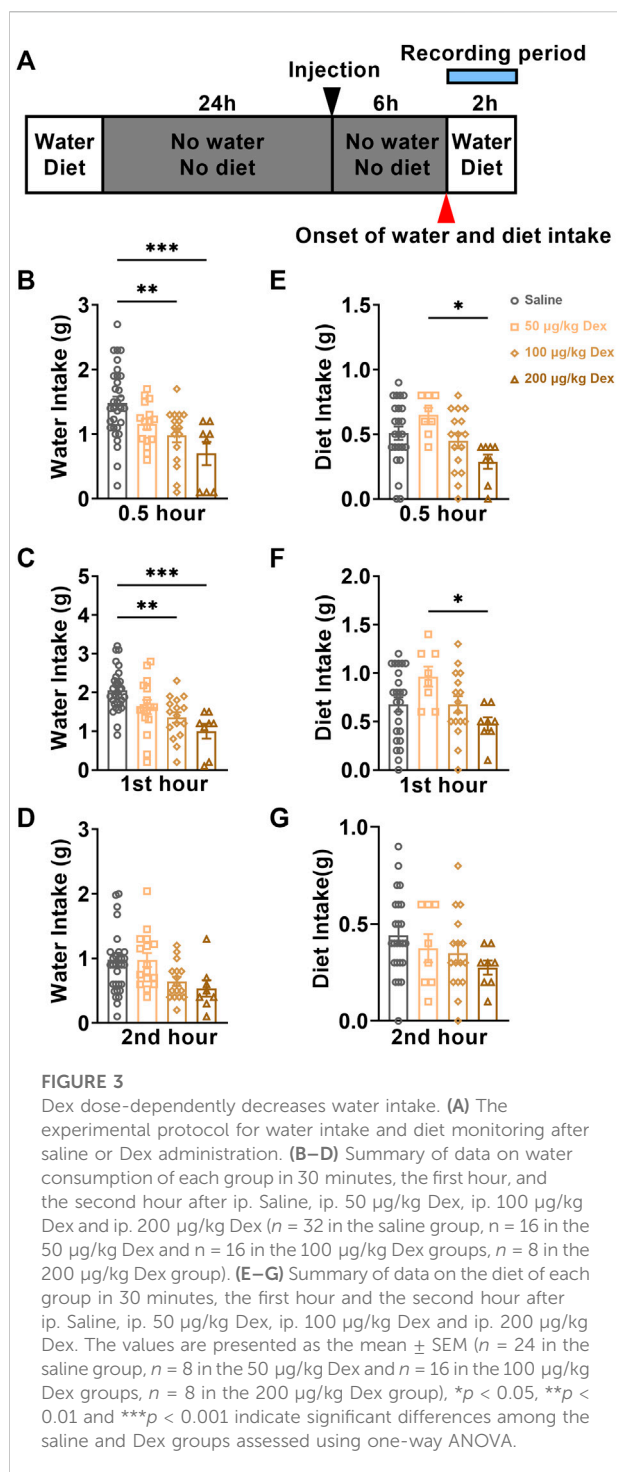 A
Recording period
Injection
24h
6h
2h
Water
Diet
No water
No diet
No water
No diet
Water
Diet
Onset of water and diet intake
B
***
**
Water Intake (g)
3
2
1
0
0.5 hour
E
*
Diet Intake (g)
1.5
1.0
0.5
0.0
0.5 hour
Saline
50 µg/kg Dex
100 µg/kg Dex
200 µg/kg Dex
C
***
**
Water Intake (g)
5
4
3
2
1
0
1st hour
F
*
Diet Intake (g)
2.0
1.5
1.0
0.5
0.0
1st hour
D
Water Intake (g)
3
2
1
0
2nd hour
G
Diet Intake(g)
1.0
0.5
0.0
2nd hour
FIGURE 3
Dex dose-dependently decreases water intake. (A) The
experimental protocol for water intake and diet monitoring after
saline or Dex administration. (B–D) Summary of data on water
consumption of each group in 30 minutes, the first hour, and
the second hour after ip. Saline, ip. 50 µg/kg Dex, ip. 100 µg/kg
Dex and ip. 200 µg/kg Dex (n = 32 in the saline group, n = 16 in the
50 µg/kg Dex and n = 16 in the 100 µg/kg Dex groups, n = 8 in the
200 µg/kg Dex group). (E–G) Summary of data on the diet of each
group in 30 minutes, the first hour and the second hour after
ip. Saline, ip. 50 µg/kg Dex, ip. 100 µg/kg Dex and ip. 200 µg/kg
Dex. The values are presented as the mean ± SEM (n = 24 in the
saline group, n = 8 in the 50 µg/kg Dex and n = 16 in the 100 µg/kg
Dex groups, n = 8 in the 200 µg/kg Dex group), *p < 0.05, **p <
0.01 and ***p < 0.001 indicate significant differences among the
saline and Dex groups assessed using one-way ANOVA.